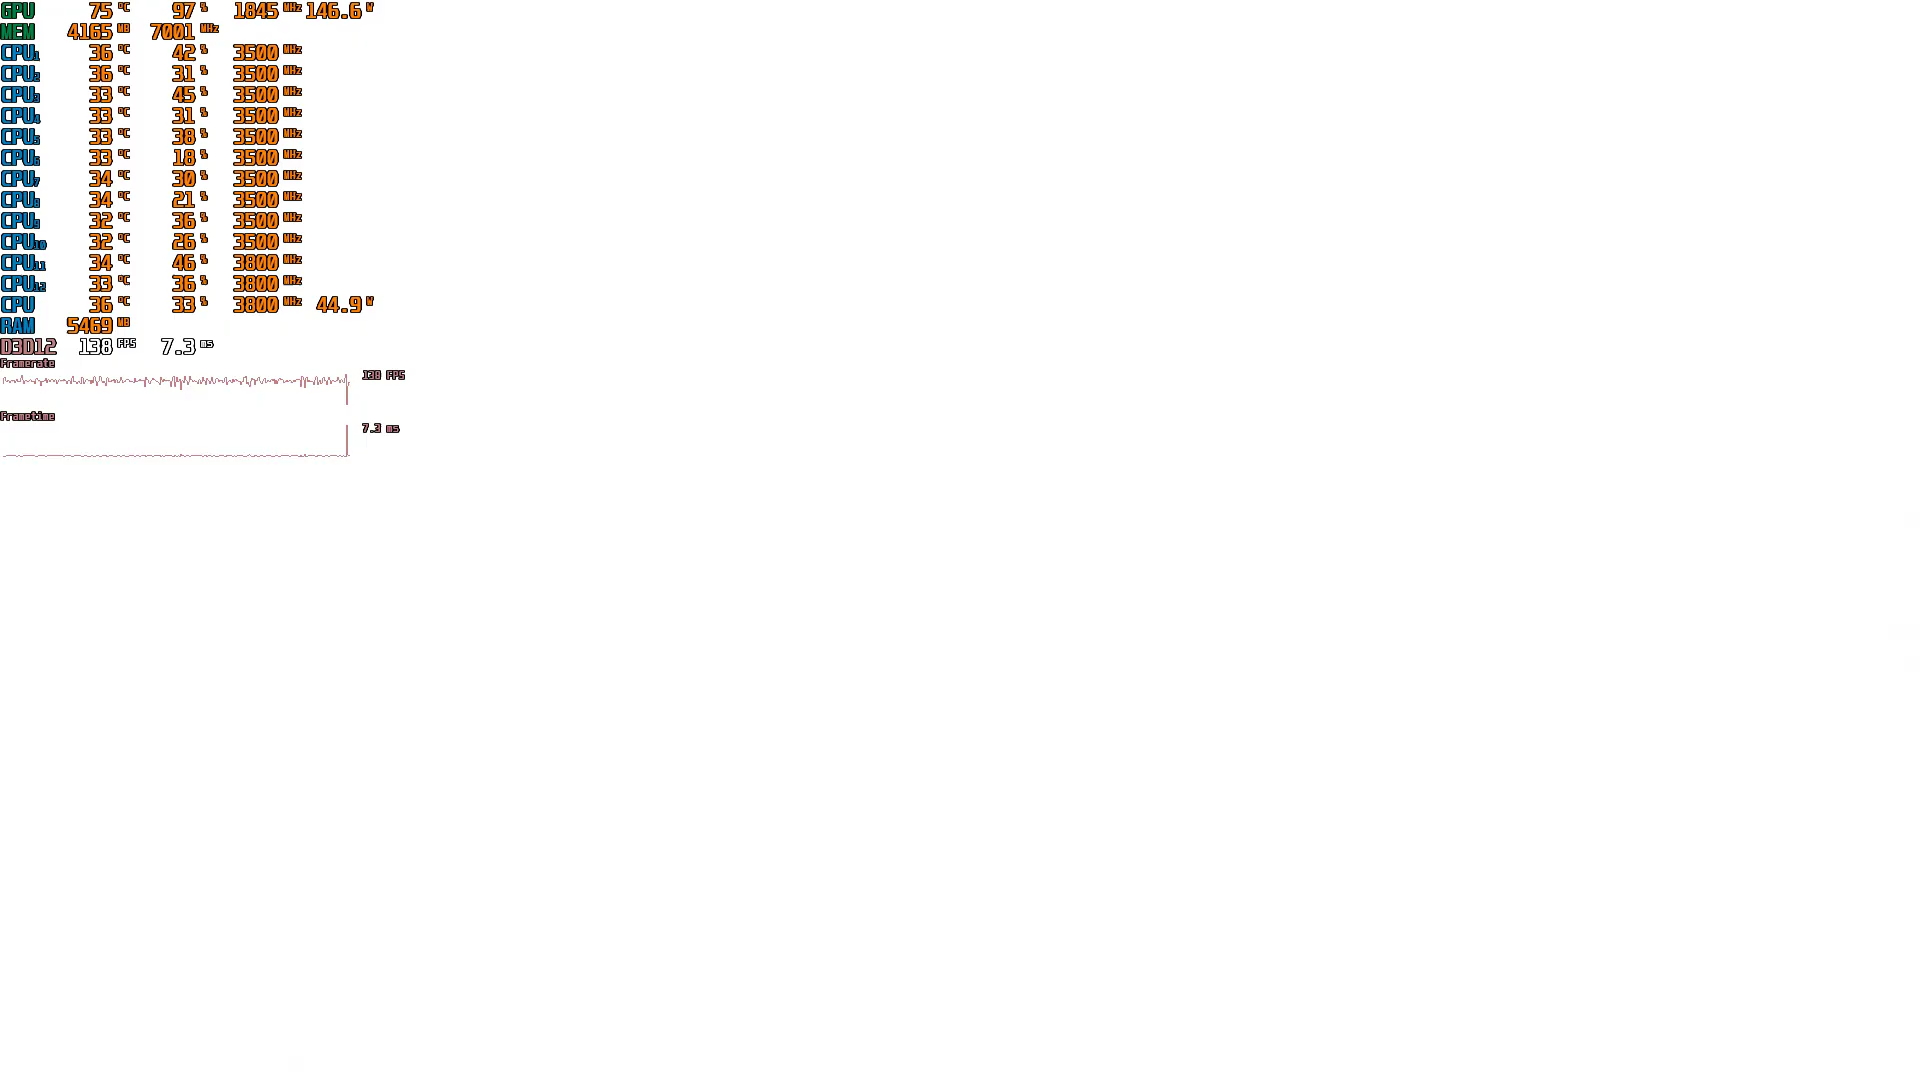 GPU 75 °C 97 % 1845 MHz 146.6 W
MEM 4165 MB 7001 MHz
CPU1 36 °C 42 % 3500 MHz
CPU2 36 °C 31 % 3500 MHz
CPU3 33 °C 45 % 3500 MHz
CPU4 33 °C 31 % 3500 MHz
CPU5 33 °C 38 % 3500 MHz
CPU6 33 °C 18 % 3500 MHz
CPU7 34 °C 30 % 3500 MHz
CPU8 34 °C 21 % 3500 MHz
CPU9 32 °C 36 % 3500 MHz
CPU10 32 °C 26 % 3500 MHz
CPU11 34 °C 46 % 3800 MHz
CPU12 33 °C 36 % 3800 MHz
CPU 36 °C 33 % 3800 MHz 44.9 W
RAM 5469 MB
D3D12 138 FPS 7.3 ms
Framerate
138 FPS
Frametime
7.3 ms